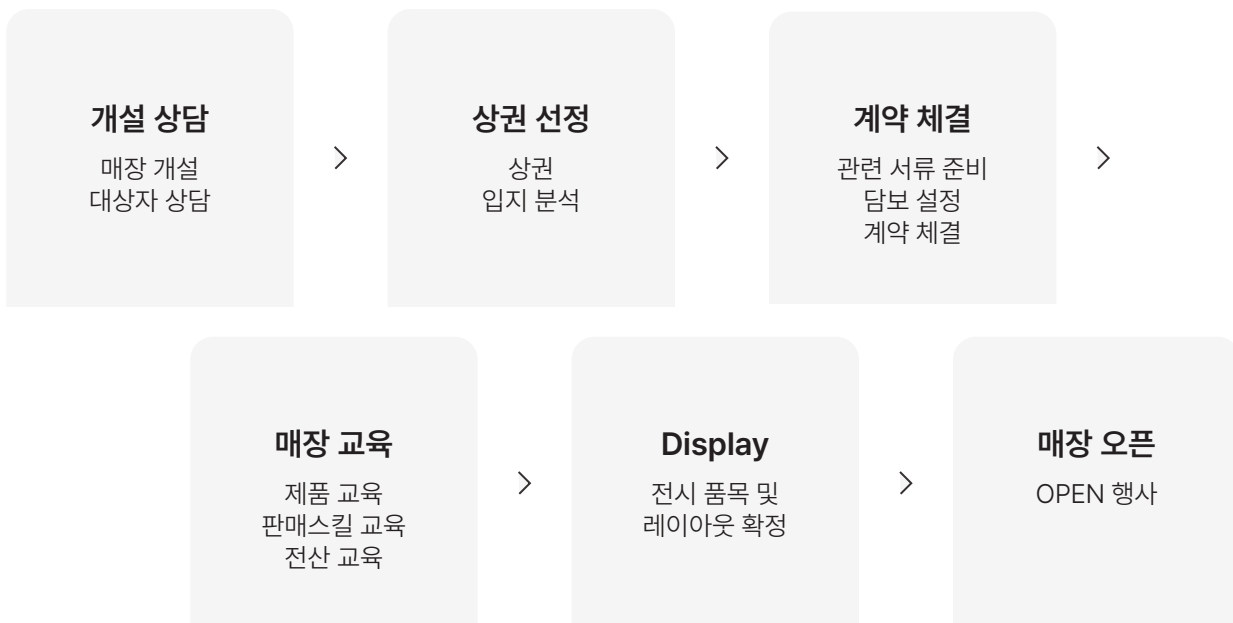 개설 상담
매장 개설
대상자 상담
상권 선정
상권
입지 분석
계약 체결
관련 서류 준비
담보 설정
계약 체결
매장 교육
제품 교육
판매스킬 교육
전산 교육
Display
전시 품목 및
레이아웃 확정
매장 오픈
OPEN 행사